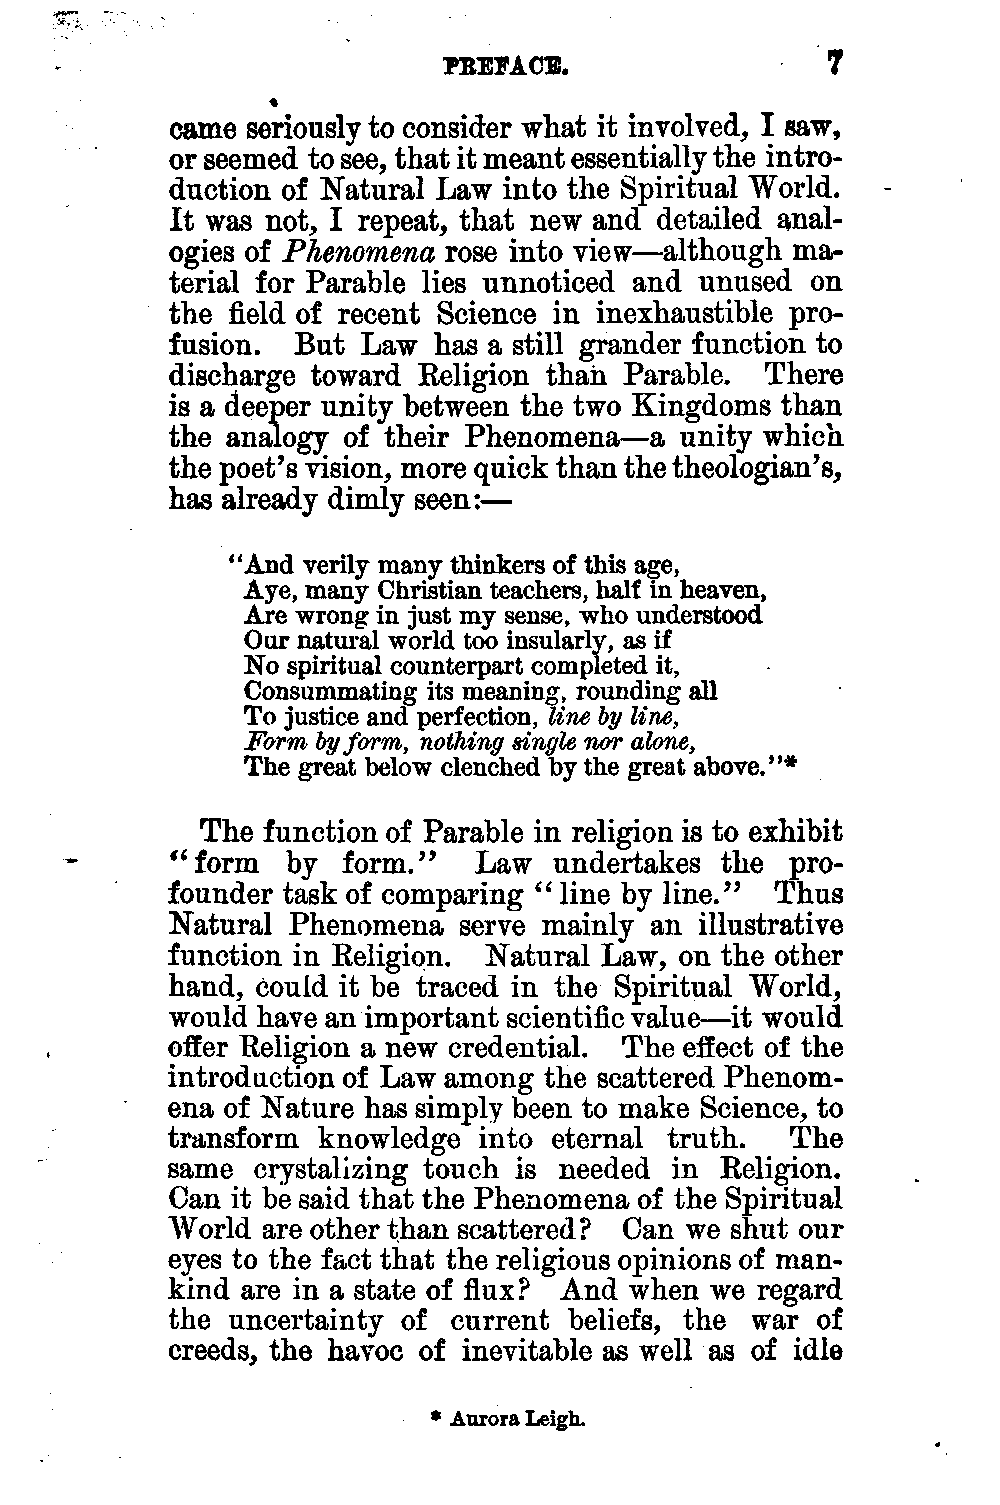 PREFACE. 7
came seriously to consider what it involved, I saw,
or seemed to see, that it meant essentially the intro-
duction of Natural Law into the Spiritual World.
It was not, I repeat, that new and detailed anal-
ogies of Phenomena rose into view—although ma-
terial for Parable lies unnoticed and unused on
the field of recent Science in inexhaustible pro-
fusion. But Law has a still grander function to
discharge toward Religion than Parable. There
is a deeper unity between the two Kingdoms than
the analogy of their Phenomena—a unity which
the poet's vision, more quick than the theologian's,
has already dimly seen:—
"And verily many thinkers of this age,
Aye, many Christian teachers, half in heaven,
Are wrong in just my sense, who understood
Our natural world too insularly, as if
No spiritual counterpart completed it,
Consummating its meaning, rounding all
To justice and perfection, line by line,
Form by form, nothing single nor alone,
The great below clenched by the great above."*
The function of Parable in religion is to exhibit
"form by form." Law undertakes the pro-
founder task of comparing "line by line." Thus
Natural Phenomena serve mainly an illustrative
function in Religion. Natural Law, on the other
hand, could it be traced in the Spiritual World,
would have an important scientific value—it would
offer Religion a new credential. The effect of the
introduction of Law among the scattered Phenom-
ena of Nature has simply been to make Science, to
transform knowledge into eternal truth. The
same crystalizing touch is needed in Religion.
Can it be said that the Phenomena of the Spiritual
World are other than scattered? Can we shut our
eyes to the fact that the religious opinions of man-
kind are in a state of flux? And when we regard
the uncertainty of current beliefs, the war of
creeds, the havoc of inevitable as well as of idle
* Aurora Leigh.